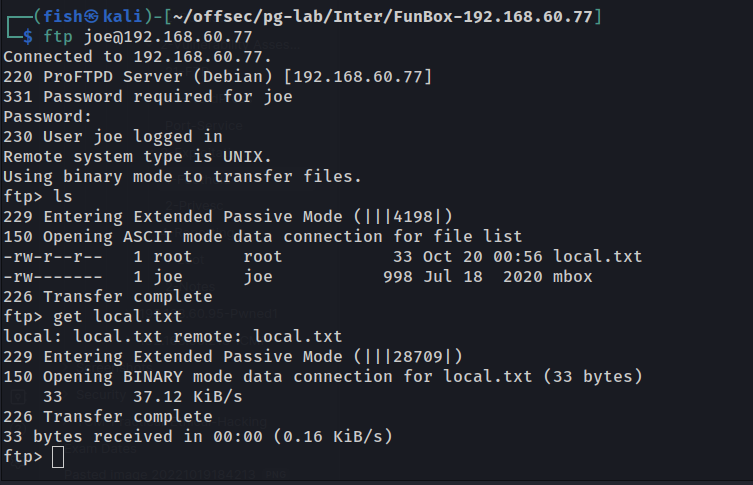 ┌──(fish㉿kali)-[~/offsec/pg-lab/Inter/FunBox-192.168.60.77]
└─$ ftp joe@192.168.60.77
Connected to 192.168.60.77.
220 ProFTPD Server (Debian) [192.168.60.77]
331 Password required for joe
Password:
230 User joe logged in
Remote system type is UNIX.
Using binary mode to transfer files.
ftp> ls
229 Entering Extended Passive Mode (|||4198|)
150 Opening ASCII mode data connection for file list
-rw-r--r--   1 root     root           33 Oct 20 00:56 local.txt
-rw-------   1 joe      joe           998 Jul 18  2020 mbox
226 Transfer complete
ftp> get local.txt
local: local.txt remote: local.txt
229 Entering Extended Passive Mode (|||28709|)
150 Opening BINARY mode data connection for local.txt (33 bytes)
    33       37.12 KiB/s
226 Transfer complete
33 bytes received in 00:00 (0.16 KiB/s)
ftp>